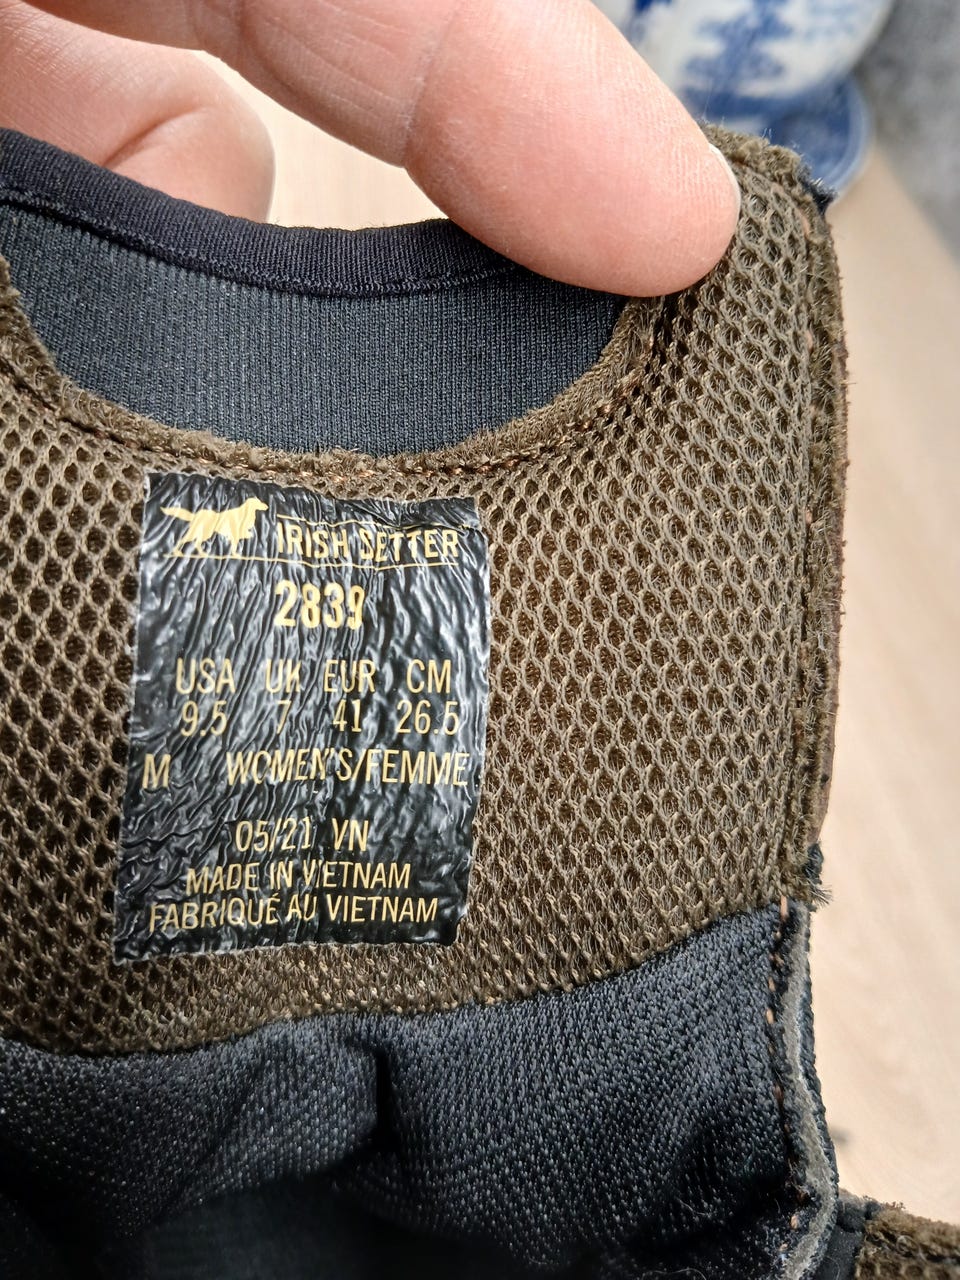 IRISH SETTER
2839
USA UK EUR CM
9.5 7 41 26.5
M WOMEN'S/FEMME
05/21 VN
MADE IN VIETNAM
FABRIQUÉ AU VIETNAM